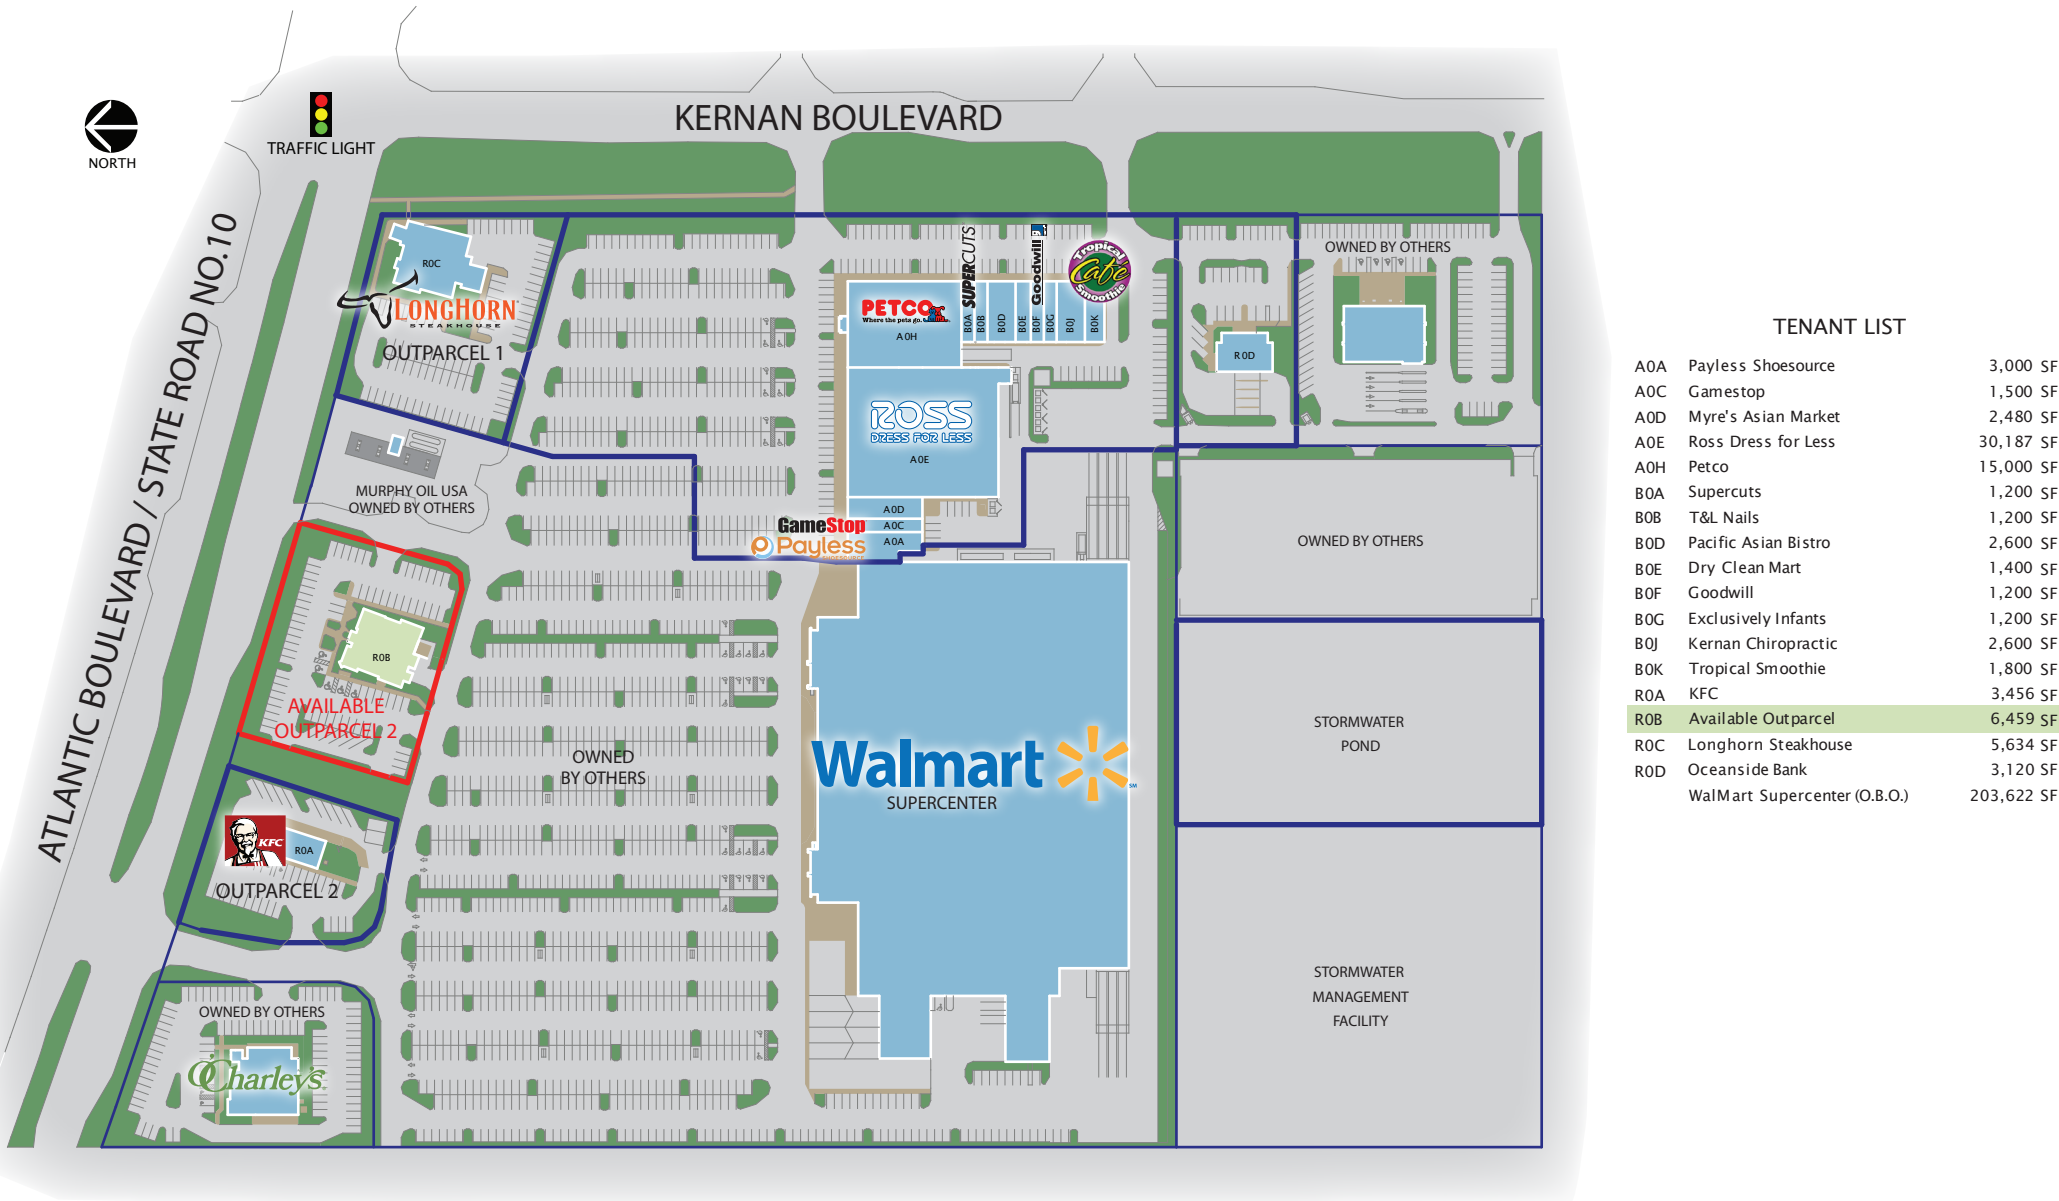 KERNAN BOULEVARD
NORTH
TRAFFIC LIGHT
ATLANTIC BOULEVARD / STATE ROAD NO.10
R0C
LONGHORN
STEAKHOUSE
OUTPARCEL 1
MURPHY OIL USA
OWNED BY OTHERS
R0B
AVAILABLE
OUTPARCEL 2
KFC
R0A
OUTPARCEL 2
OWNED BY OTHERS
O'Charley's
OWNED
BY OTHERS
PETCO
Where the pets go.
A0H
SUPERCUTS
Goodwill
Tropical
Café
Smoothie
B0A
B0B
B0D
B0E
B0F
B0G
B0J
B0K
ROSS
DRESS FOR LESS
A0E
A0D
A0C
A0A
GameStop
Payless
SHOESOURCE
Walmart
SM
SUPERCENTER
R0D
OWNED BY OTHERS
OWNED BY OTHERS
STORMWATER
POND
STORMWATER
MANAGEMENT
FACILITY
TENANT LIST
A0A Payless Shoesource 3,000 SF
A0C Gamestop 1,500 SF
A0D Myre's Asian Market 2,480 SF
A0E Ross Dress for Less 30,187 SF
A0H Petco 15,000 SF
B0A Supercuts 1,200 SF
B0B T&L Nails 1,200 SF
B0D Pacific Asian Bistro 2,600 SF
B0E Dry Clean Mart 1,400 SF
B0F Goodwill 1,200 SF
B0G Exclusively Infants 1,200 SF
B0J Kernan Chiropractic 2,600 SF
B0K Tropical Smoothie 1,800 SF
R0A KFC 3,456 SF
R0B Available Outparcel 6,459 SF
R0C Longhorn Steakhouse 5,634 SF
R0D Oceanside Bank 3,120 SF
WalMart Supercenter (O.B.O.) 203,622 SF